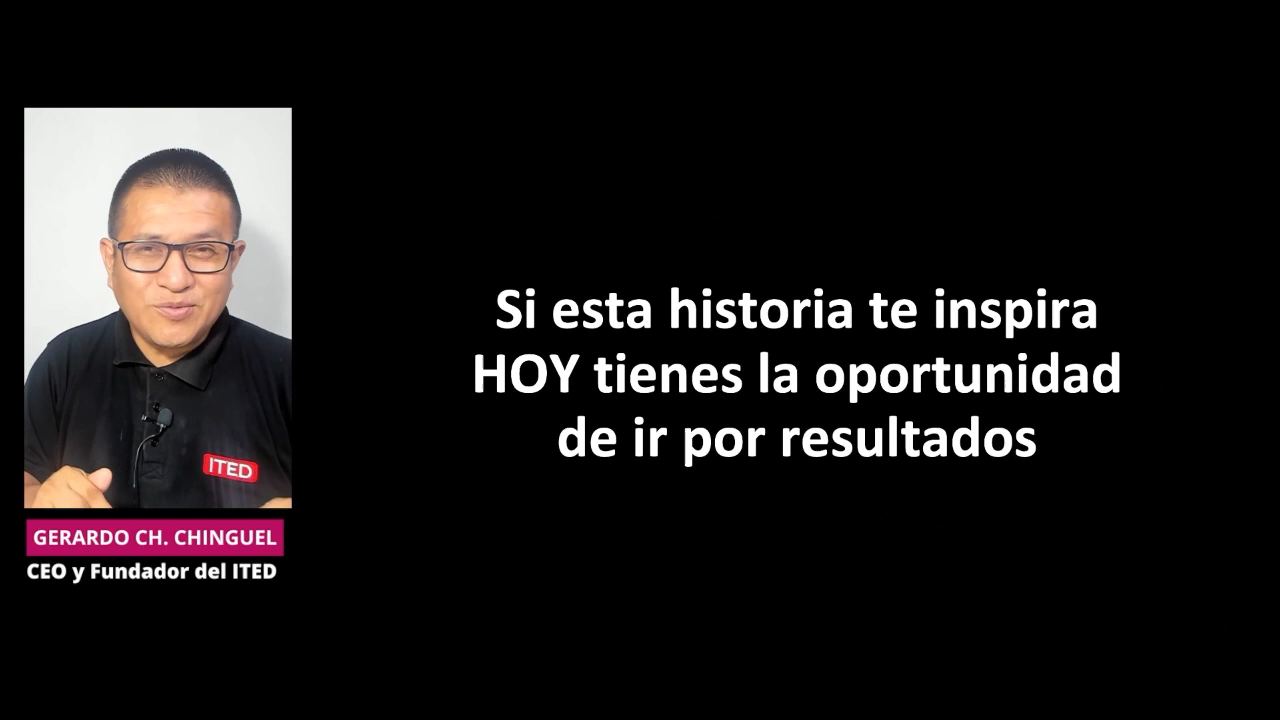 Si esta historia te inspira
HOY tienes la oportunidad
de ir por resultados
ITED
GERARDO CH. CHINGUEL
CEO y Fundador del ITED